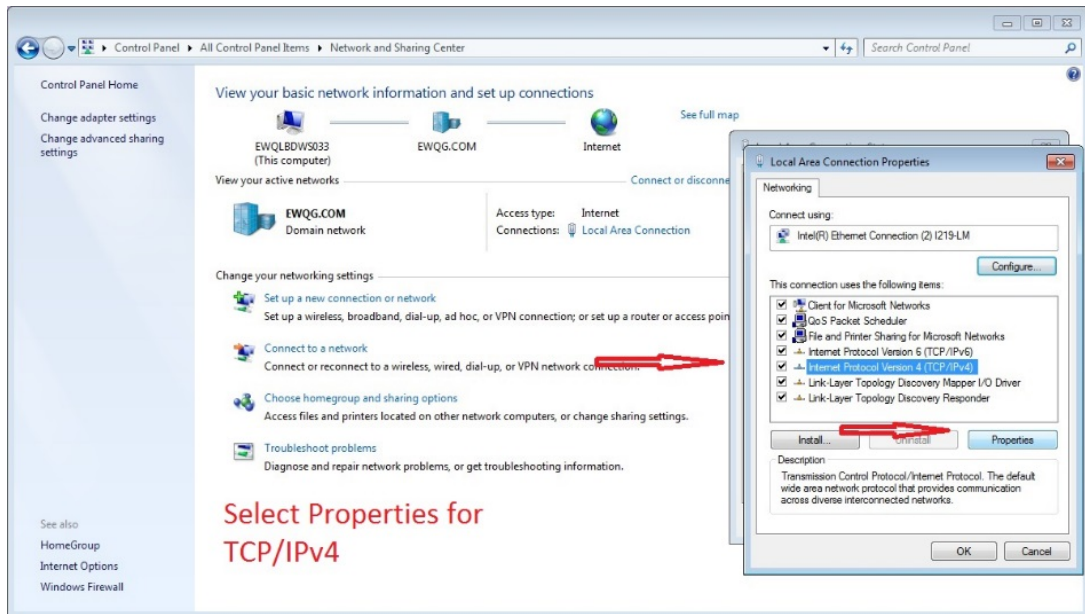 Control Panel ▸ All Control Panel Items ▸ Network and Sharing Center
Search Control Panel
Control Panel Home
Change adapter settings
Change advanced sharing
settings
See also
HomeGroup
Internet Options
Windows Firewall
View your basic network information and set up connections
See full map
EWQLBDWS033
(This computer)
EWQG.COM
Internet
View your active networks
Connect or disconne
EWQG.COM
Domain network
Access type: Internet
Connections: Local Area Connection
Change your networking settings
Set up a new connection or network
Set up a wireless, broadband, dial-up, ad hoc, or VPN connection; or set up a router or access poin
Connect to a network
Connect or reconnect to a wireless, wired, dial-up, or VPN network connection.
Choose homegroup and sharing options
Access files and printers located on other network computers, or change sharing settings.
Troubleshoot problems
Diagnose and repair network problems, or get troubleshooting information.
Select Properties for
TCP/IPv4
Local Area Connection Properties
Networking
Connect using:
Intel(R) Ethernet Connection (2) I219-LM
Configure...
This connection uses the following items:
Client for Microsoft Networks
QoS Packet Scheduler
File and Printer Sharing for Microsoft Networks
Internet Protocol Version 6 (TCP/IPv6)
Internet Protocol Version 4 (TCP/IPv4)
Link-Layer Topology Discovery Mapper I/O Driver
Link-Layer Topology Discovery Responder
Install...
Uninstall
Properties
Description
Transmission Control Protocol/Internet Protocol. The default
wide area network protocol that provides communication
across diverse interconnected networks.
OK
Cancel